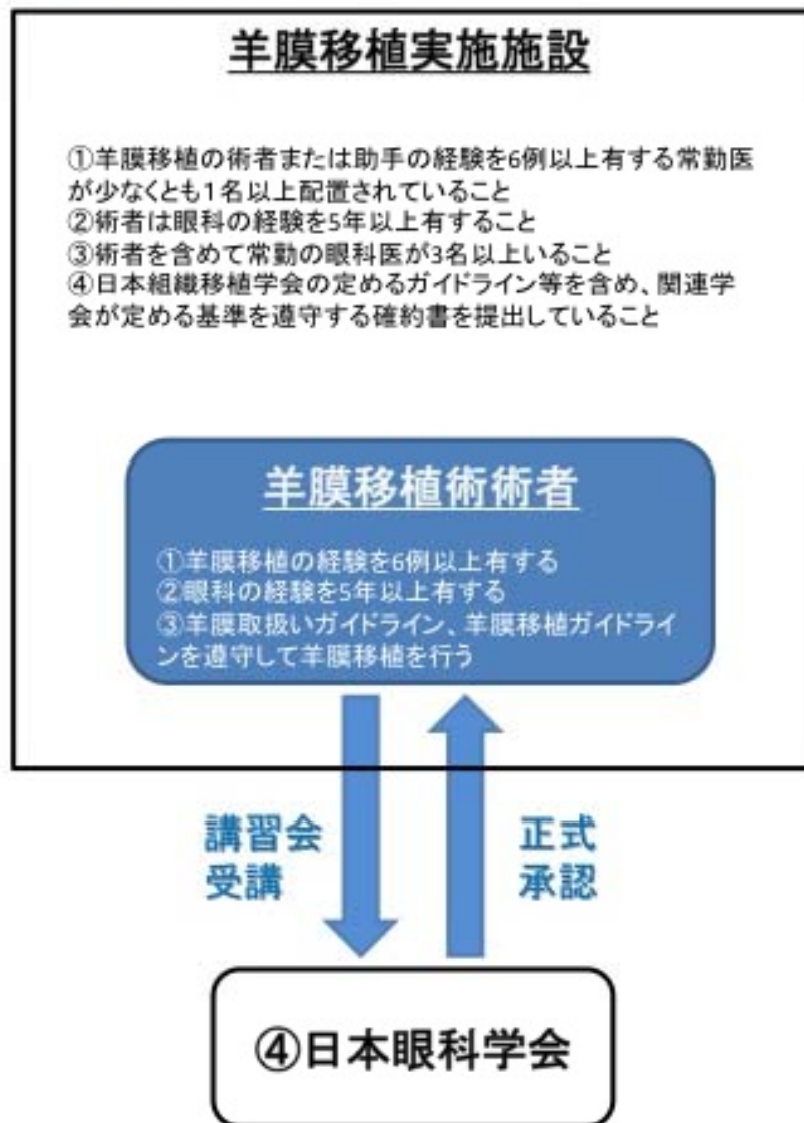 羊膜移植実施施設
①羊膜移植の術者または助手の経験を6例以上有する常勤医
が少なくとも1名以上配置されていること
②術者は眼科の経験を5年以上有すること
③術者を含めて常勤の眼科医が3名以上いること
④日本組織移植学会の定めるガイドライン等を含め、関連学
会が定める基準を遵守する確約書を提出していること
羊膜移植術術者
①羊膜移植の経験を6例以上有する
②眼科の経験を5年以上有する
③羊膜取扱いガイドライン、羊膜移植ガイドライ
ンを遵守して羊膜移植を行う
講習会
受講
正式
承認
④日本眼科学会